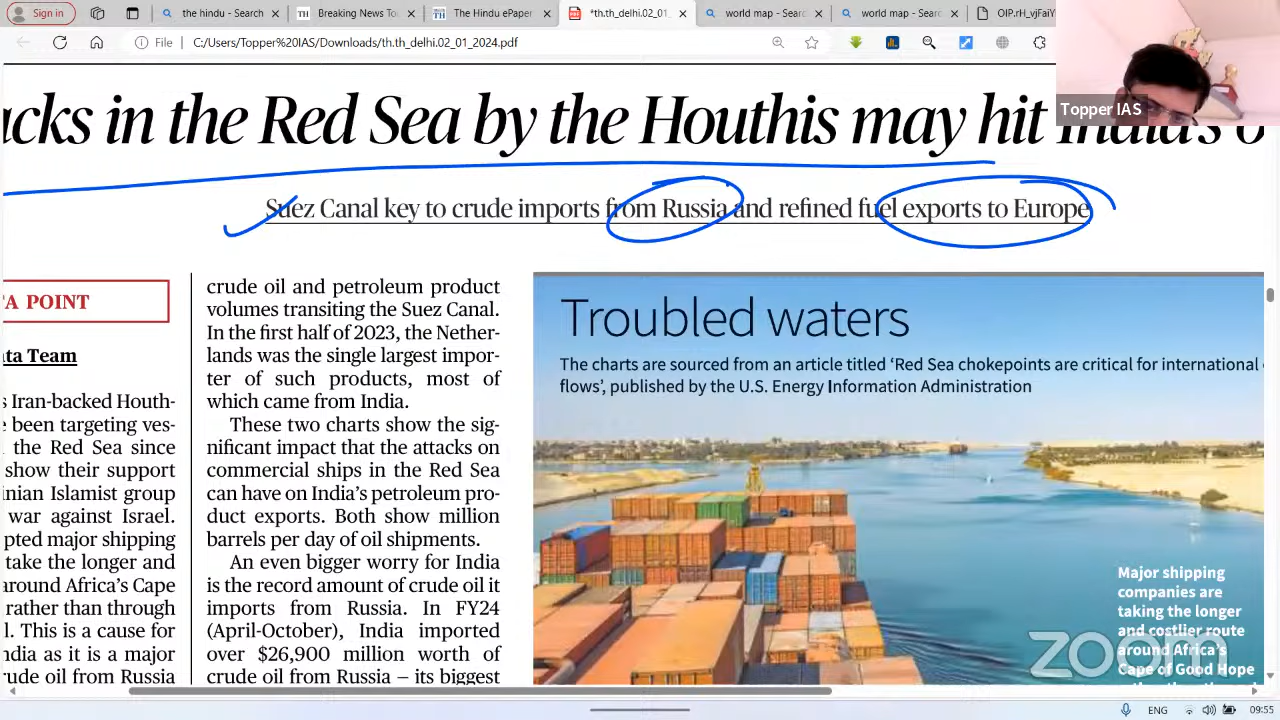 Sign in
the hindu - Search
Breaking News To
The Hindu ePaper
*th.th_delhi.02_01
world map - Sear
world map - Sear
OIP.rH_vjFaiY
File
C:/Users/Topper%20IAS/Downloads/th.th_delhi.02_01_2024.pdf
Topper IAS
acks in the Red Sea by the Houthis may hit India's o
Suez Canal key to crude imports from Russia and refined fuel exports to Europe
A POINT
ata Team
s Iran-backed Houth-
e been targeting ves-
the Red Sea since
show their support
inian Islamist group
war against Israel.
pted major shipping
take the longer and
around Africa's Cape
rather than through
l. This is a cause for
ndia as it is a major
rude oil from Russia
crude oil and petroleum product
volumes transiting the Suez Canal.
In the first half of 2023, the Nether-
lands was the single largest impor-
ter of such products, most of
which came from India.
These two charts show the sig-
nificant impact that the attacks on
commercial ships in the Red Sea
can have on India's petroleum pro-
duct exports. Both show million
barrels per day of oil shipments.
An even bigger worry for India
is the record amount of crude oil it
imports from Russia. In FY24
(April-October), India imported
over $26,900 million worth of
crude oil from Russia – its biggest
Troubled waters
The charts are sourced from an article titled 'Red Sea chokepoints are critical for international
flows', published by the U.S. Energy Information Administration
Major shipping
companies are
taking the longer
and costlier route
around Africa's
Cape of Good Hope
zoom
ENG
09:55